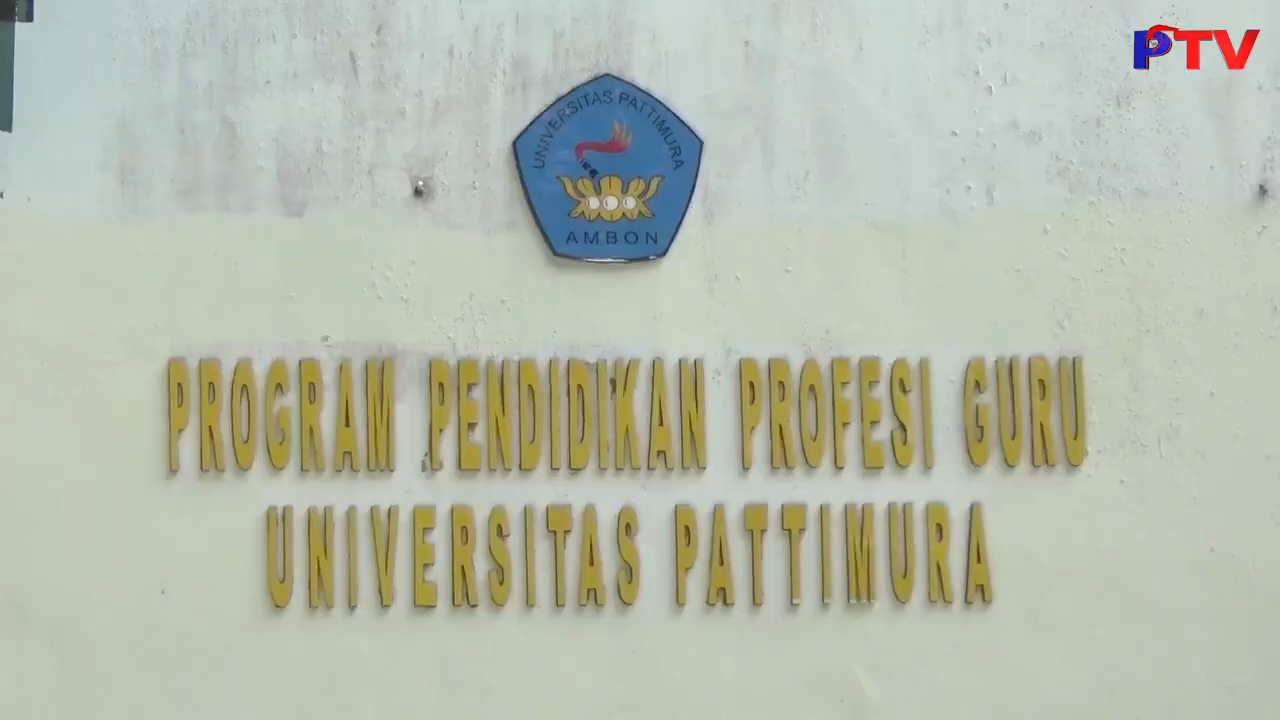 PTV
UNIVERSITAS PATTIMURA
AMBON
PROGRAM PENDIDIKAN PROFESI GURU
UNIVERSITAS PATTIMURA